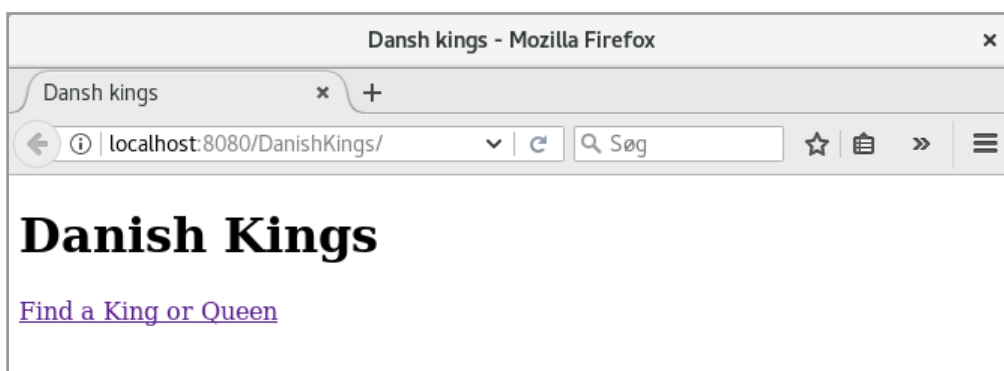 Dansh kings - Mozilla Firefox
Dansh kings
localhost:8080/DanishKings/ Søg
Danish Kings
Find a King or Queen